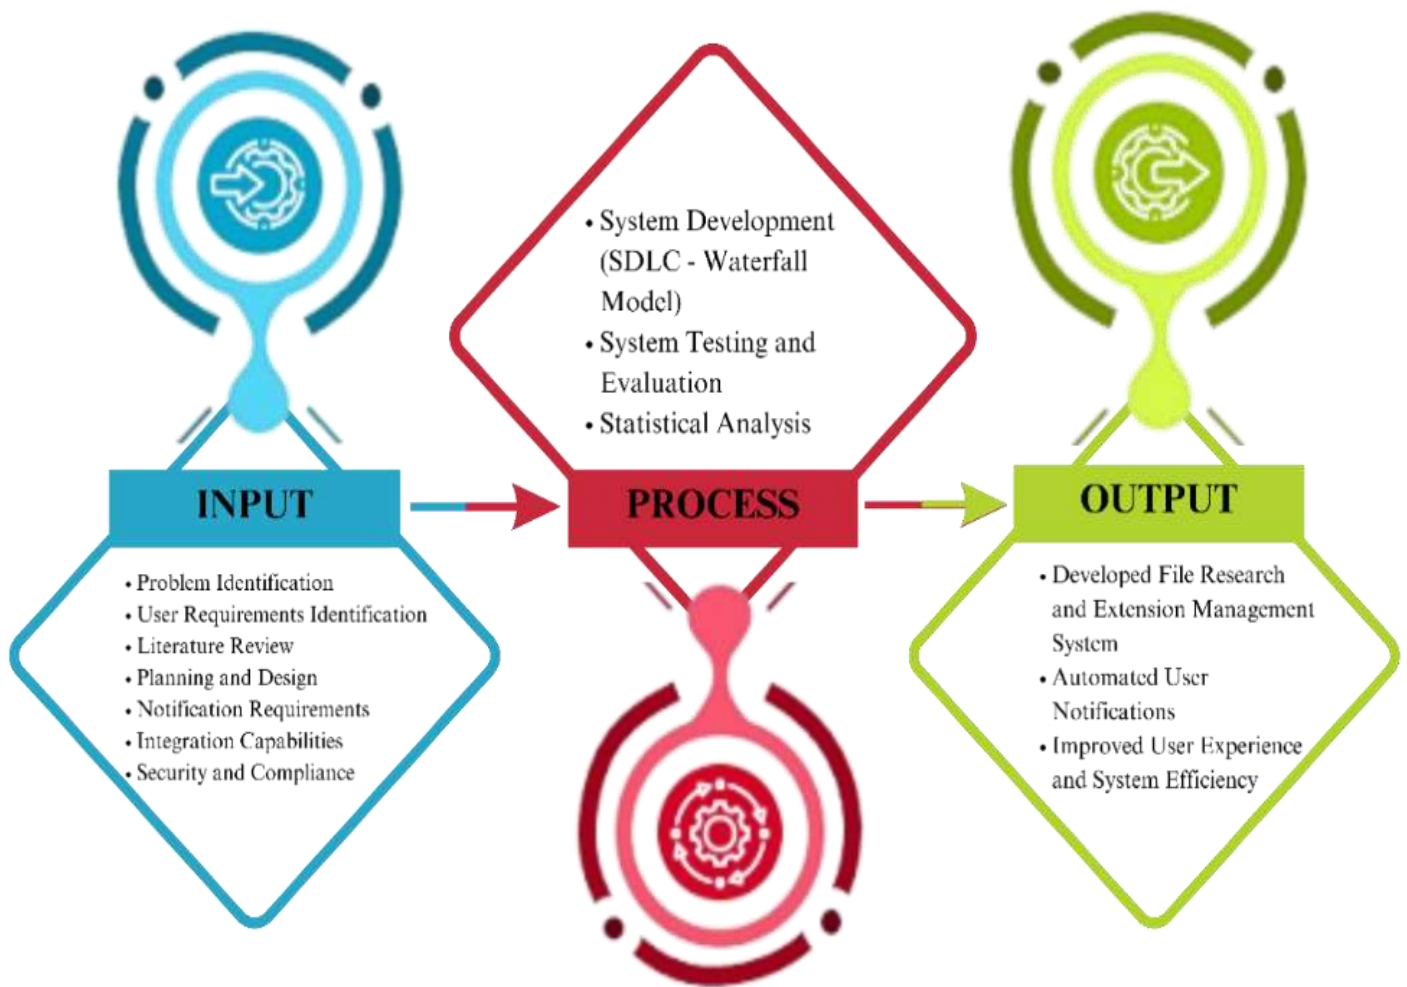 INPUT
• Problem Identification
• User Requirements Identification
• Literature Review
• Planning and Design
• Notification Requirements
• Integration Capabilities
• Security and Compliance
• System Development
(SDLC - Waterfall
Model)
• System Testing and
Evaluation
• Statistical Analysis
PROCESS
OUTPUT
• Developed File Research
and Extension Management
System
• Automated User
Notifications
• Improved User Experience
and System Efficiency